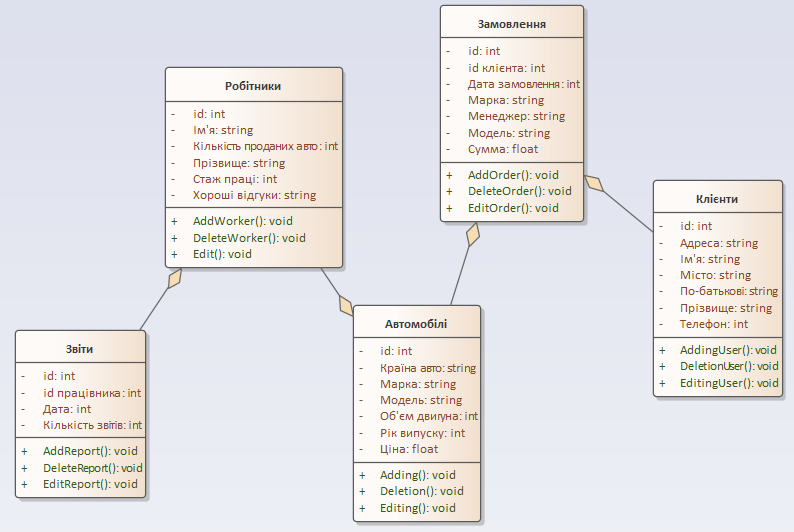 Замовлення
- id: int
- id клієнта: int
- Дата замовлення: int
- Марка: string
- Менеджер: string
- Модель: string
- Сумма: float
+ AddOrder(): void
+ DeleteOrder(): void
+ EditOrder(): void
Робітники
- id: int
- Ім'я: string
- Кількість проданих авто: int
- Прізвище: string
- Стаж праці: int
- Хороші відгуки: string
+ AddWorker(): void
+ DeleteWorker(): void
+ Edit(): void
Клієнти
- id: int
- Адреса: string
- Ім'я: string
- Місто: string
- По-батькові: string
- Прізвище: string
- Телефон: int
+ AddingUser(): void
+ DeletionUser(): void
+ EditingUser(): void
Автомобілі
- id: int
- Країна авто: string
- Марка: string
- Модель: string
- Об'єм двигуна: int
- Рік випуску: int
- Ціна: float
+ Adding(): void
+ Deletion(): void
+ Editing(): void
Звіти
- id: int
- id працівника: int
- Дата: int
- Кількість звітів: int
+ AddReport(): void
+ DeleteReport(): void
+ EditReport(): void